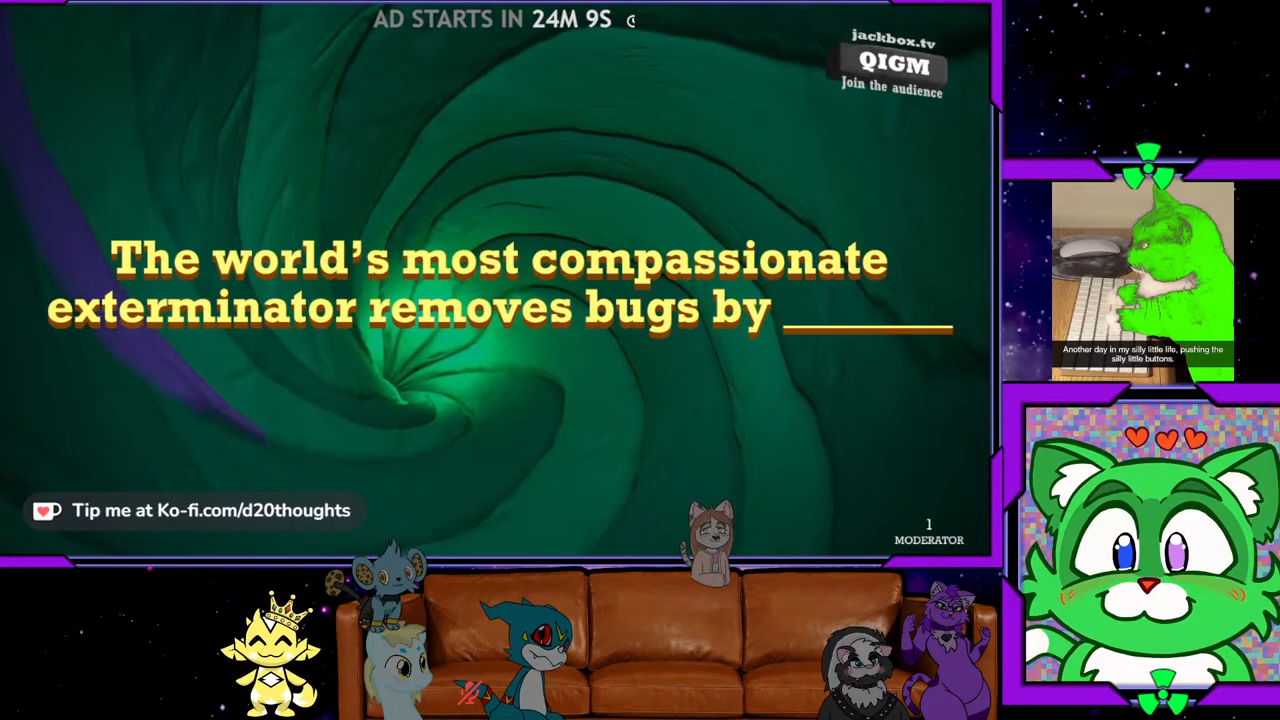 AD STARTS IN 24M 9S
jackbox.tv
QIGM
Join the audience
The world's most compassionate
exterminator removes bugs by ________
Another day in my silly little life, pushing the
silly little buttons.
Tip me at Ko-fi.com/d20thoughts
1
MODERATOR